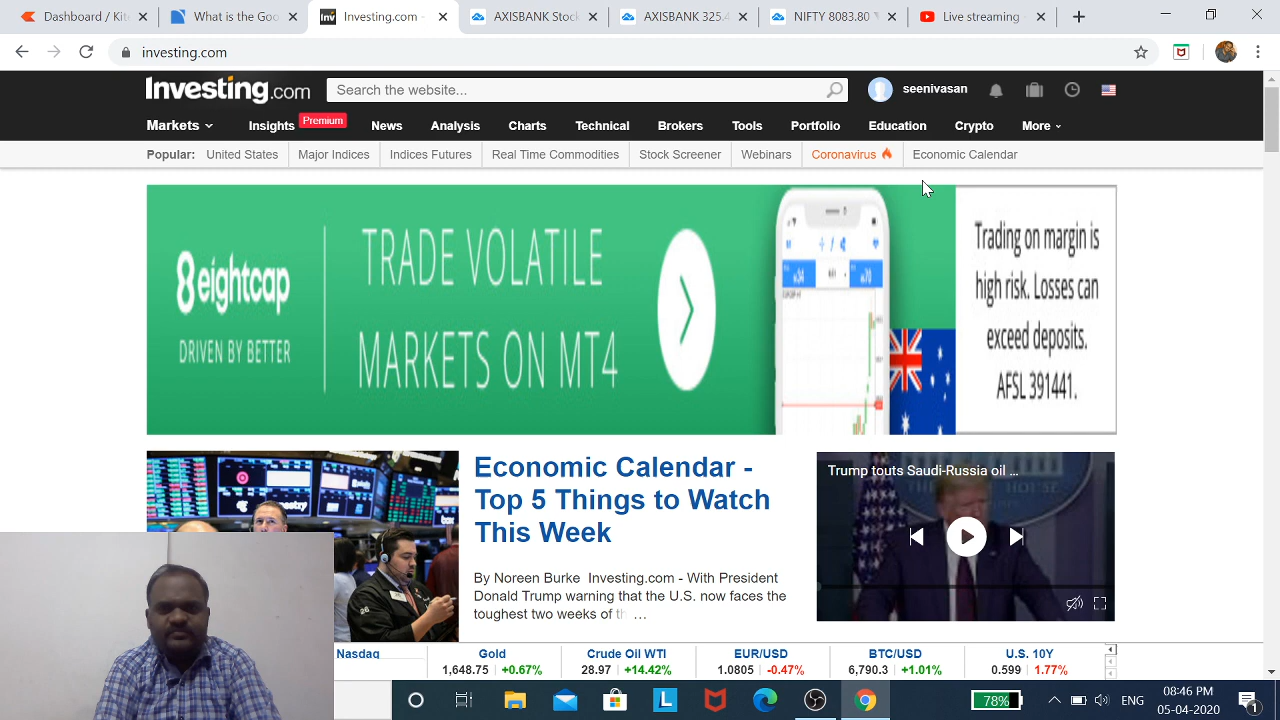 Dashboard / Kit
What is the Goo
Investing.com -
AXISBANK Stoc
AXISBANK 325.4
NIFTY 8083.80
Live streaming
investing.com
Investing.com
Search the website...
seenivasan
Markets
Insights
Premium
News
Analysis
Charts
Technical
Brokers
Tools
Portfolio
Education
Crypto
More
Popular:
United States
Major Indices
Indices Futures
Real Time Commodities
Stock Screener
Webinars
Coronavirus
Economic Calendar
8eightcap
DRIVEN BY BETTER
TRADE VOLATILE
MARKETS ON MT4
Trading on margin is
high risk. Losses can
exceed deposits.
AFSL 391441.
Economic Calendar -
Top 5 Things to Watch
This Week
By Noreen Burke Investing.com - With President
Donald Trump warning that the U.S. now faces the
toughest two weeks of th ...
Trump touts Saudi-Russia oil ...
Nasdaq
Gold
Crude Oil WTI
EUR/USD
BTC/USD
U.S. 10Y
1,648.75 +0.67%
28.97 +14.42%
1.0805 -0.47%
6,790.3 +1.01%
0.599 1.77%
78%
ENG
08:46 PM
05-04-2020